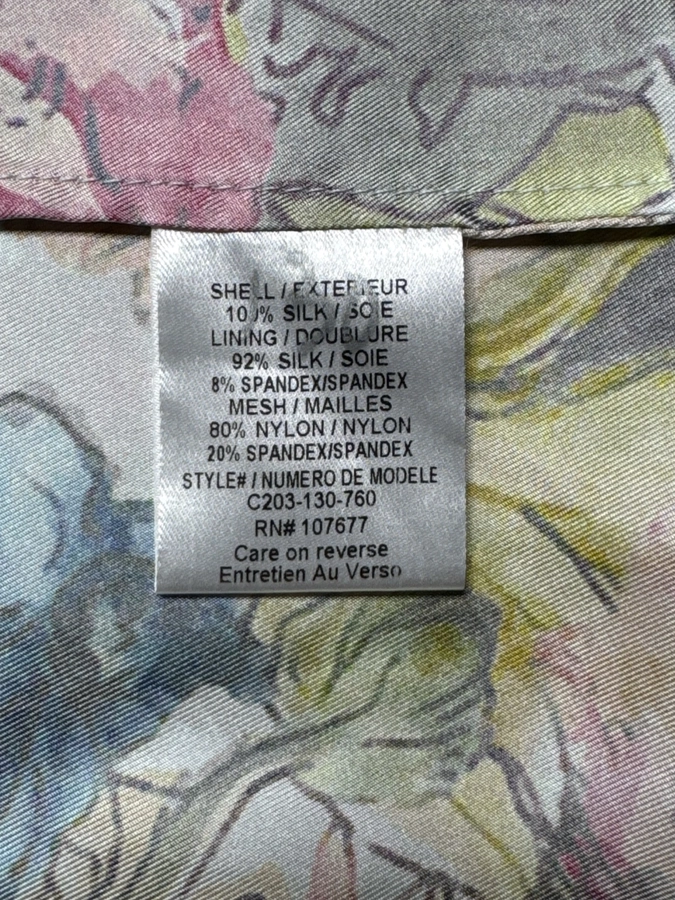 SHELL / EXTERIEUR
100% SILK / SOIE
LINING / DOUBLURE
92% SILK / SOIE
8% SPANDEX/SPANDEX
MESH / MAILLES
80% NYLON / NYLON
20% SPANDEX/SPANDEX
STYLE# / NUMERO DE MODELE
C203-130-760
RN# 107677
Care on reverse
Entretien Au Verso